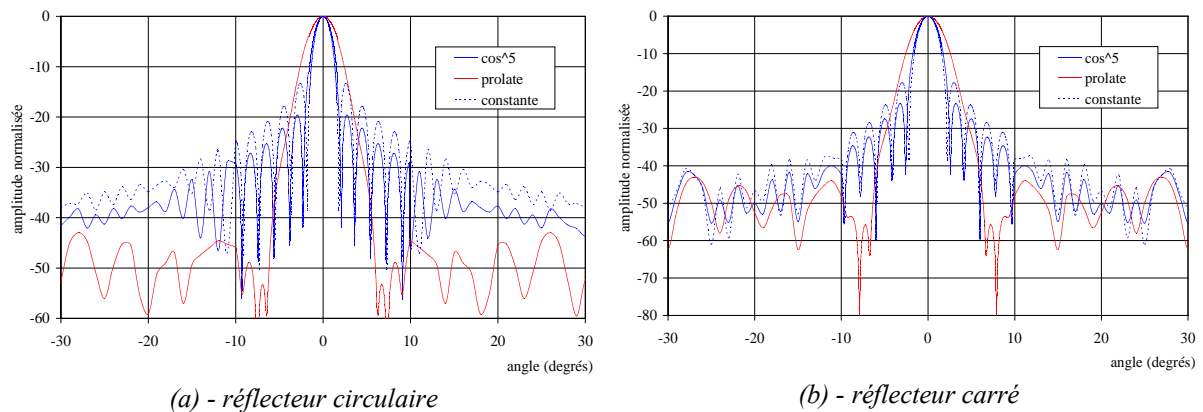 amplitude normalisée
0
-10
-20
-30
-40
-50
-60
-30
-20
-10
0
10
20
30
angle (degrés)
cos^5
prolate
constante
(a) - réflecteur circulaire
amplitude normalisée
0
-10
-20
-30
-40
-50
-60
-70
-80
-30
-20
-10
0
10
20
30
angle (degrés)
cos^5
prolate
constante
(b) - réflecteur carré